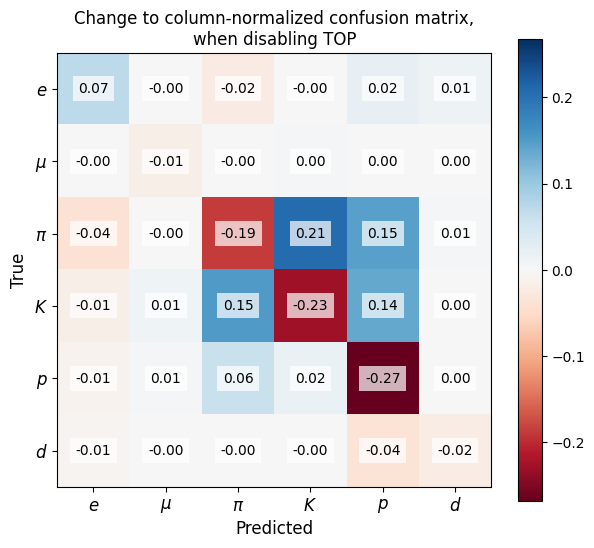 Change to column-normalized confusion matrix,
when disabling TOP
True
e 0.07 -0.00 -0.02 -0.00 0.02 0.01
μ -0.00 -0.01 -0.00 0.00 0.00 0.00
π -0.04 -0.00 -0.19 0.21 0.15 0.01
K -0.01 0.01 0.15 -0.23 0.14 0.00
p -0.01 0.01 0.06 0.02 -0.27 0.00
d -0.01 -0.00 -0.00 -0.00 -0.04 -0.02
e μ π K p d
Predicted
0.2
0.1
0.0
−0.1
−0.2